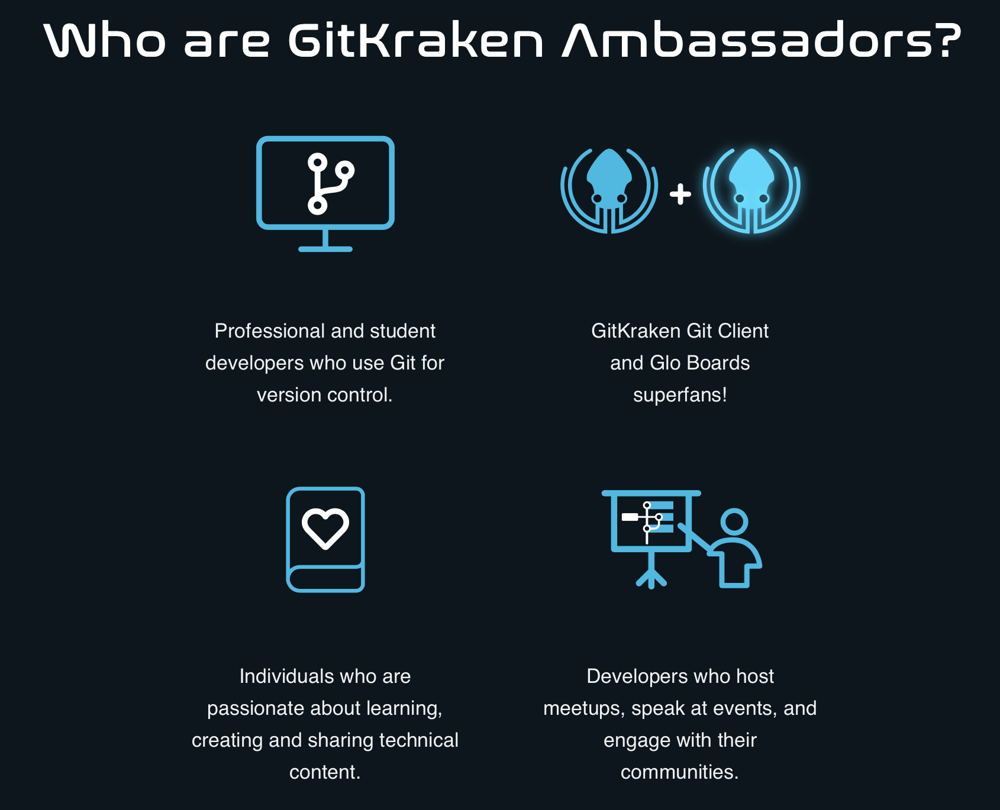 Who are GitKraken Ambassadors?
Professional and student
developers who use Git for
version control.
GitKraken Git Client
and Glo Boards
superfans!
Individuals who are
passionate about learning,
creating and sharing technical
content.
Developers who host
meetups, speak at events, and
engage with their
communities.